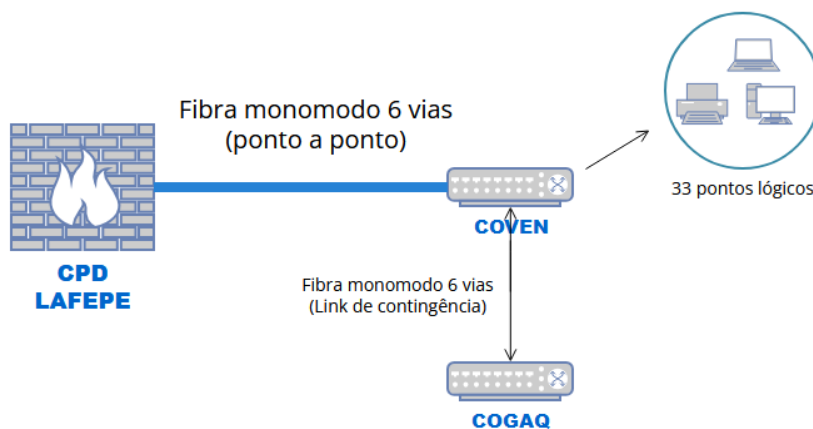 Fibra monomodo 6 vias
(ponto a ponto)
33 pontos lógicos
CPD
LAFEPE
COVEN
Fibra monomodo 6 vias
(Link de contingência)
COGAQ